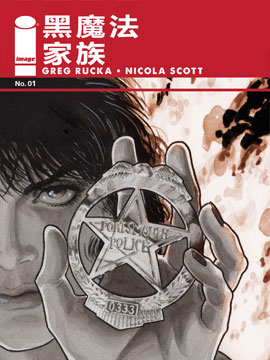 黑魔法
家族
image
GREG RUCKA • NICOLA SCOTT
No. 01
PORTSMOUTH
POLICE
0333